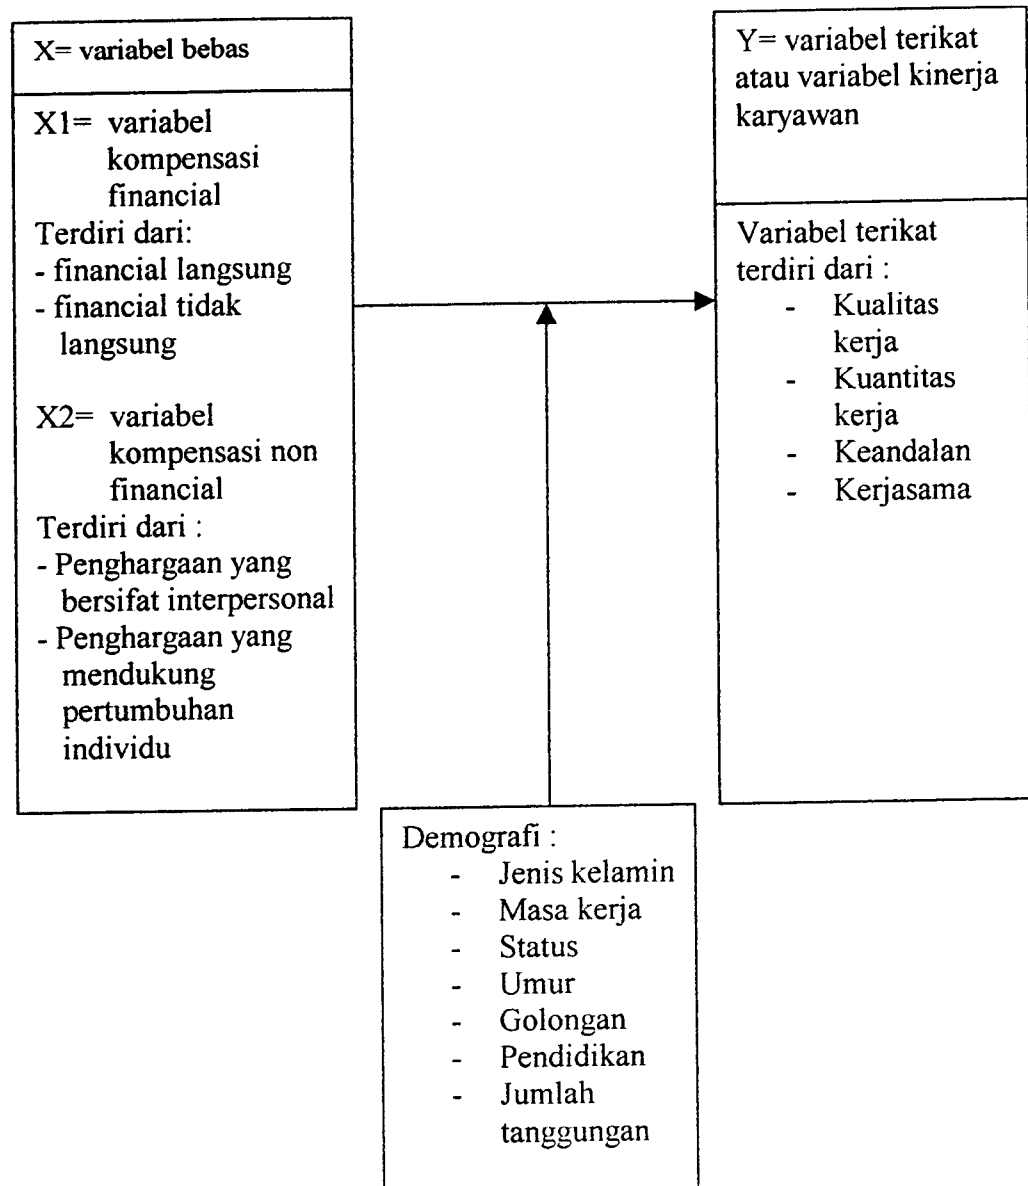 X= variabel bebas
X1= variabel
kompensasi
financial
Terdiri dari:
- financial langsung
- financial tidak
langsung
X2= variabel
kompensasi non
financial
Terdiri dari :
- Penghargaan yang
bersifat interpersonal
- Penghargaan yang
mendukung
pertumbuhan
individu
Y= variabel terikat
atau variabel kinerja
karyawan
Variabel terikat
terdiri dari :
- Kualitas
kerja
- Kuantitas
kerja
- Keandalan
- Kerjasama
Demografi :
- Jenis kelamin
- Masa kerja
- Status
- Umur
- Golongan
- Pendidikan
- Jumlah
tanggungan